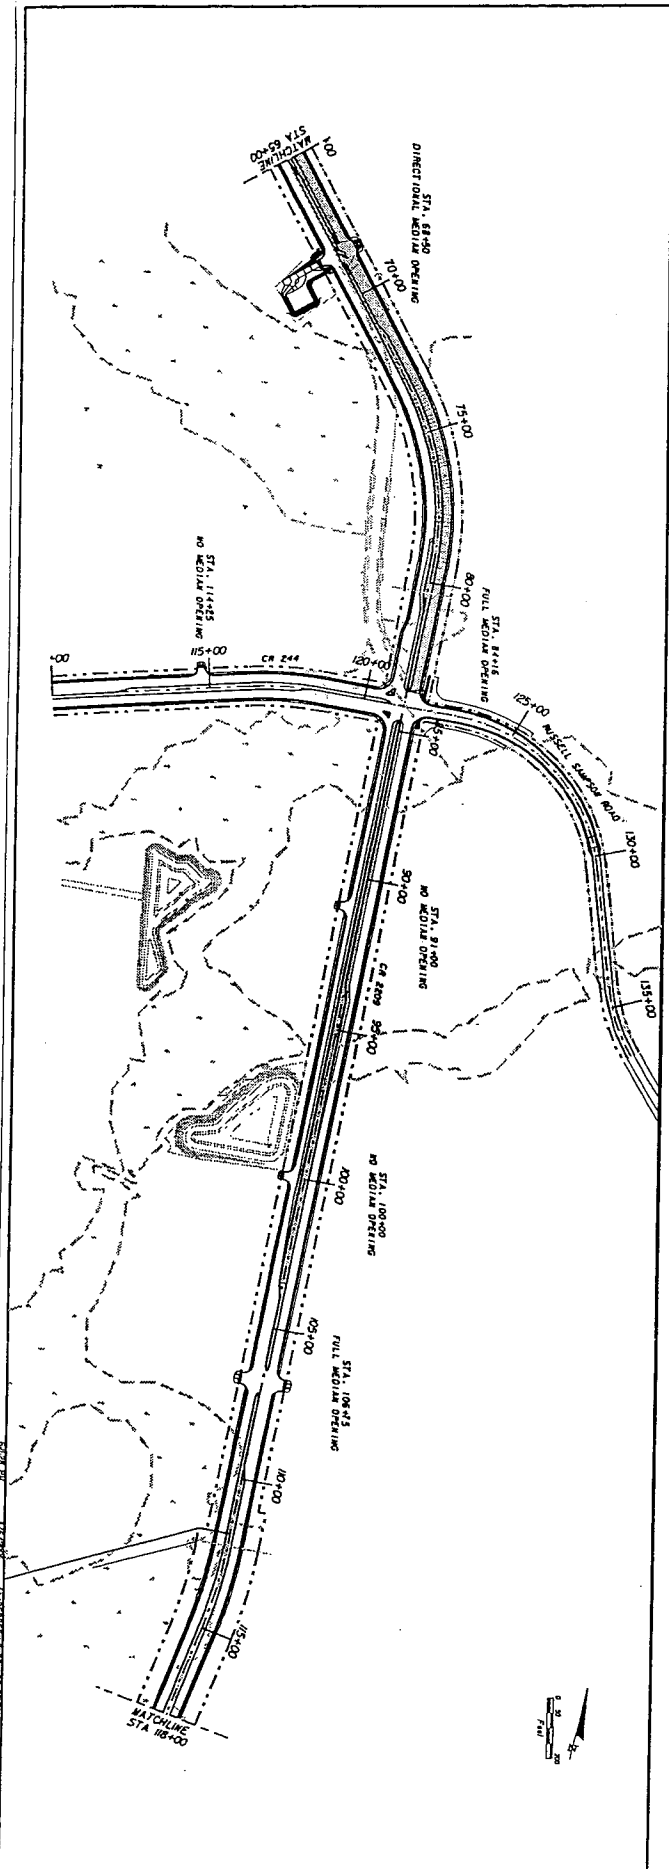 MATCHLINE
STA 65+00
STA. 68+50
DIRECTIONAL MEDIAN OPENING
70+00
75+00
80+00
STA. 84+16
FULL MEDIAN OPENING
STA. 114+25
NO MEDIAN OPENING
115+00
CR 244
120+00
125+00
RUSSELL SAMPSON ROAD
130+00
135+00
90+00
STA. 91+00
NO MEDIAN OPENING
CR 2209
95+00
STA. 100+00
NO MEDIAN OPENING
100+00
105+00
FULL MEDIAN OPENING
110+00
115+00
MATCHLINE
STA 118+00
0
50
200
Feet